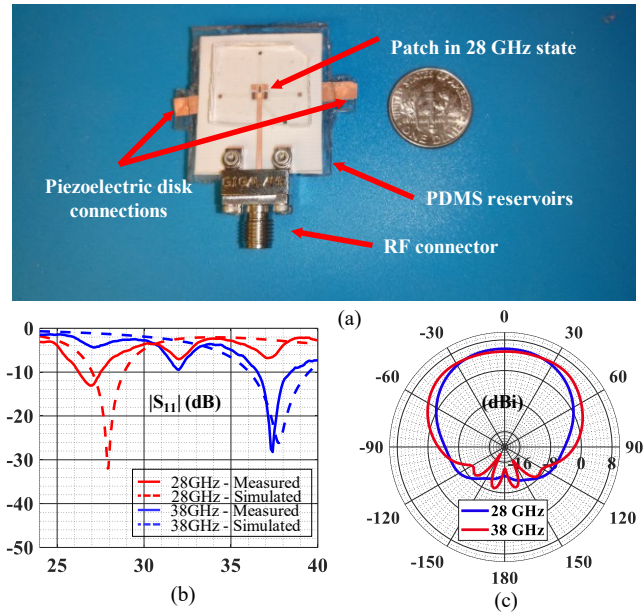 Patch in 28 GHz state
Piezoelectric disk
connections
PDMS reservoirs
RF connector
(a)
0
-10
-20
-30
-40
-50
25
30
35
40
|S11| (dB)
28GHz - Measured
28GHz - Simulated
38GHz - Measured
38GHz - Simulated
(b)
0
30
60
90
120
150
180
-150
-120
-90
-60
-30
(dBi)
-16
-8
0
8
28 GHz
38 GHz
(c)